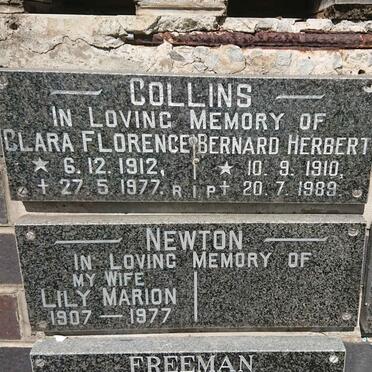 COLLINS
IN LOVING MEMORY OF
CLARA FLORENCE BERNARD HERBERT
6.12.1912, 10.9.1910,
27.5.1977. R.I.P 20.7.1989.
NEWTON
IN LOVING MEMORY OF
MY WIFE
LILY MARION
1907 — 1977
FREEMAN